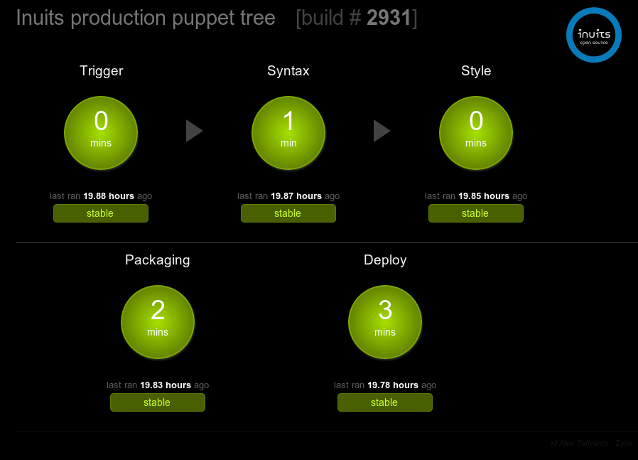 Inuits production puppet tree [build # 2931]
inuits
open source
Trigger Syntax Style
0 1 0
mins min mins
last ran 19.88 hours ago last ran 19.87 hours ago last ran 19.85 hours ago
stable stable stable
Packaging Deploy
2 3
mins mins
last ran 19.83 hours ago last ran 19.78 hours ago
stable stable